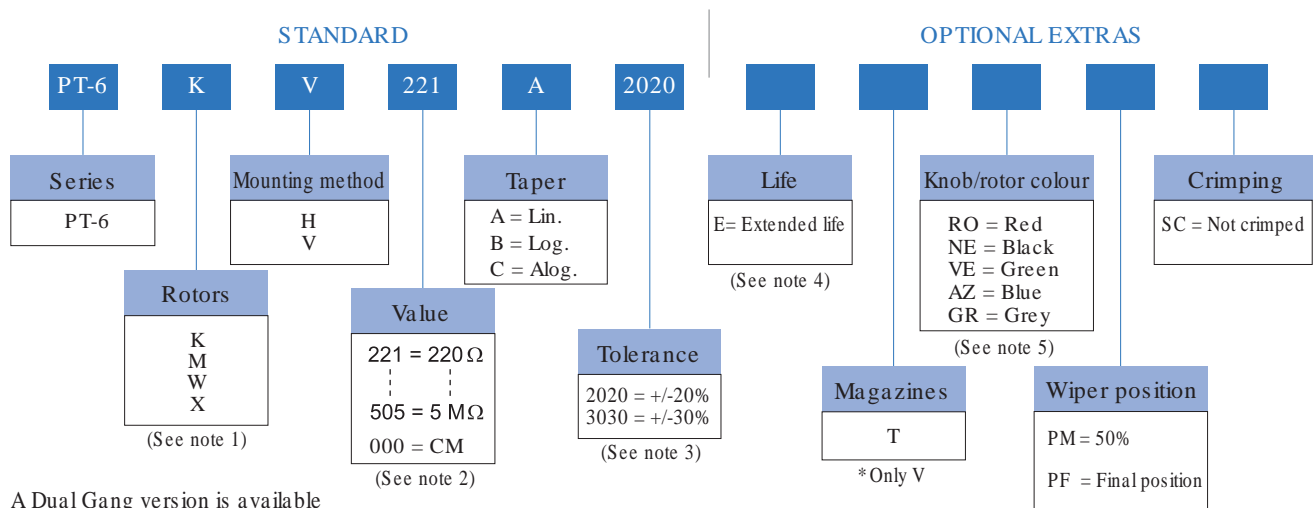 STANDARD
OPTIONAL EXTRAS
PT-6 K V 221 A 2020
Series
PT-6
Mounting method
H
V
Taper
A = Lin.
B = Log.
C = Alog.
Life
E= Extended life
(See note 4)
Knob/rotor colour
RO = Red
NE = Black
VE = Green
AZ = Blue
GR = Grey
(See note 5)
Crimping
SC = Not crimped
Rotors
K
M
W
X
(See note 1)
Value
221 = 220 Ω
505 = 5 MΩ
000 = CM
(See note 2)
Tolerance
2020 = +/-20%
3030 = +/-30%
(See note 3)
Magazines
T
* Only V
Wiper position
PM = 50%
PF = Final position
A Dual Gang version is available